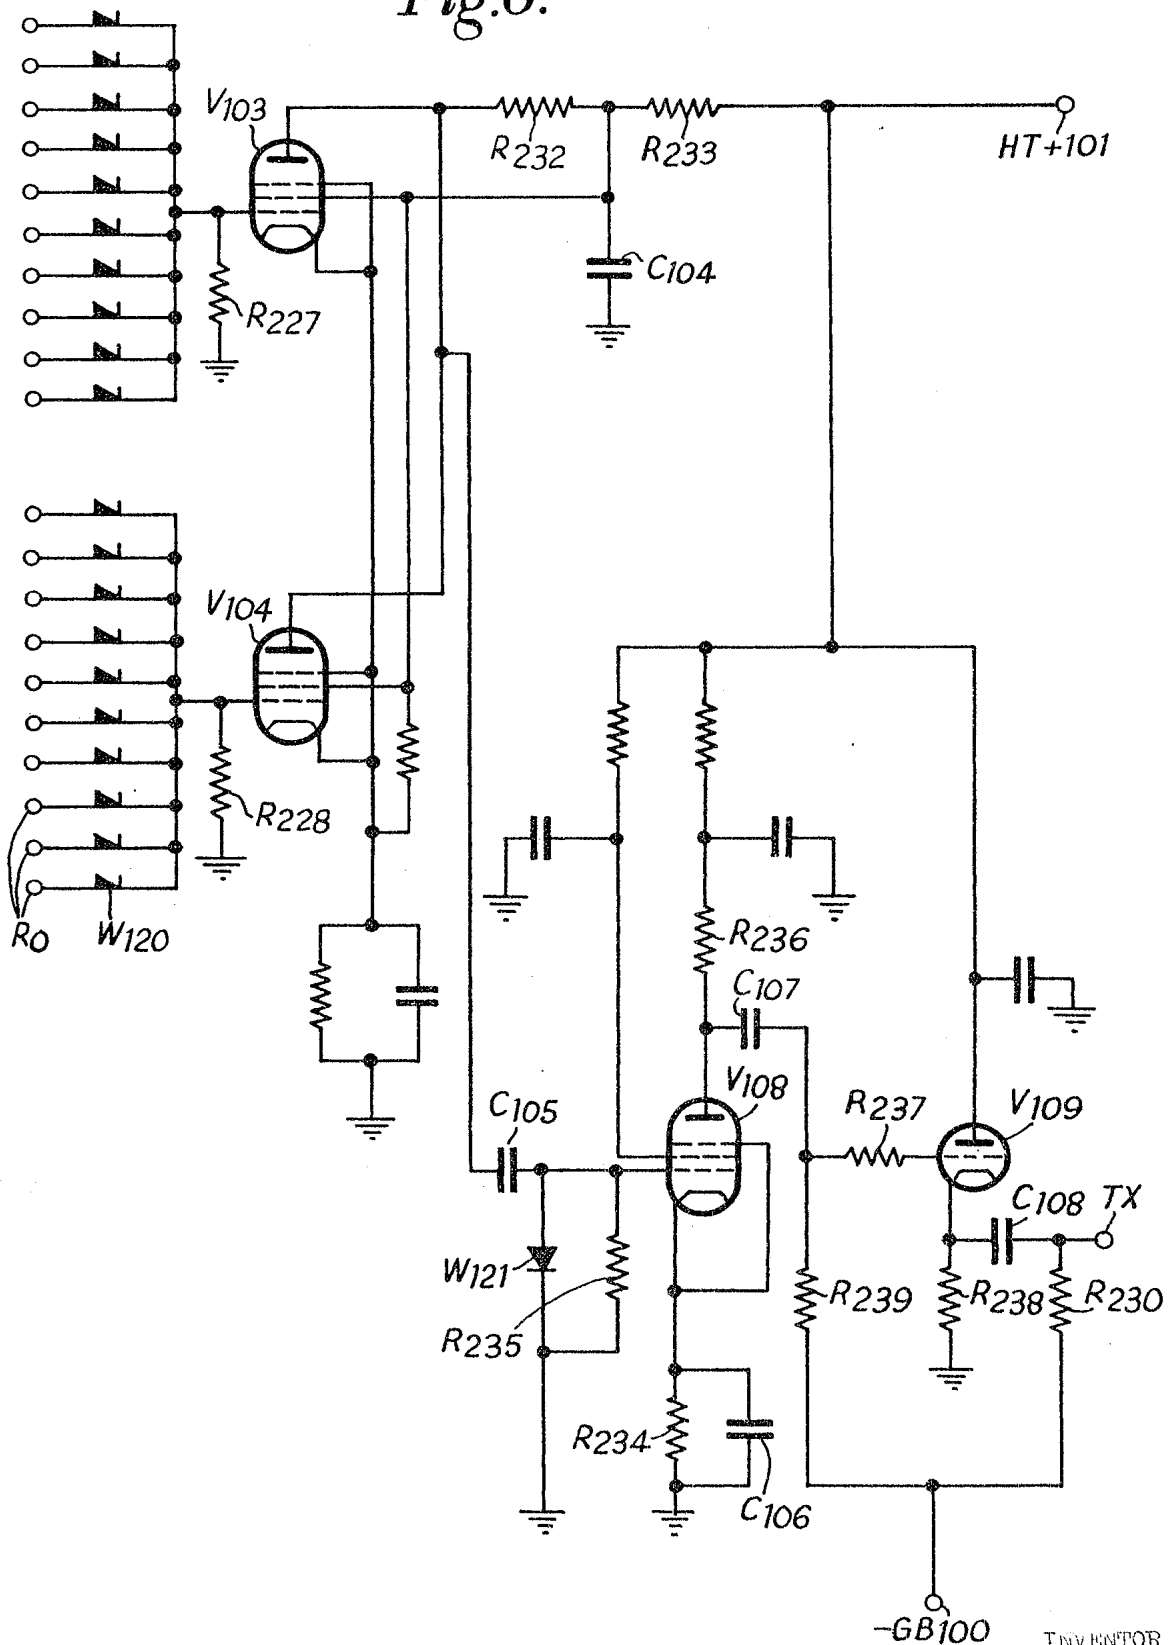 Fig.6.
V103
R232
R233
HT+101
C104
R227
V104
R228
R0
W120
R236
C107
V108
C105
R237
V109
C108
TX
W121
R239
R238
R230
R235
R234
C106
-GB100
INVENTOR